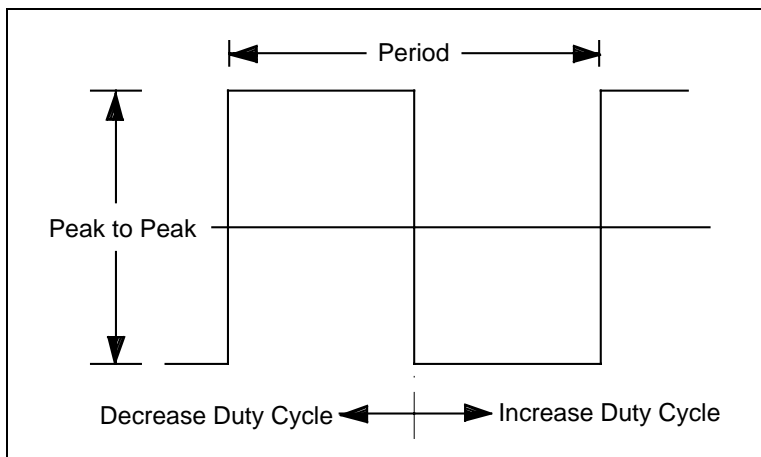 Period
Peak to Peak
Decrease Duty Cycle
Increase Duty Cycle